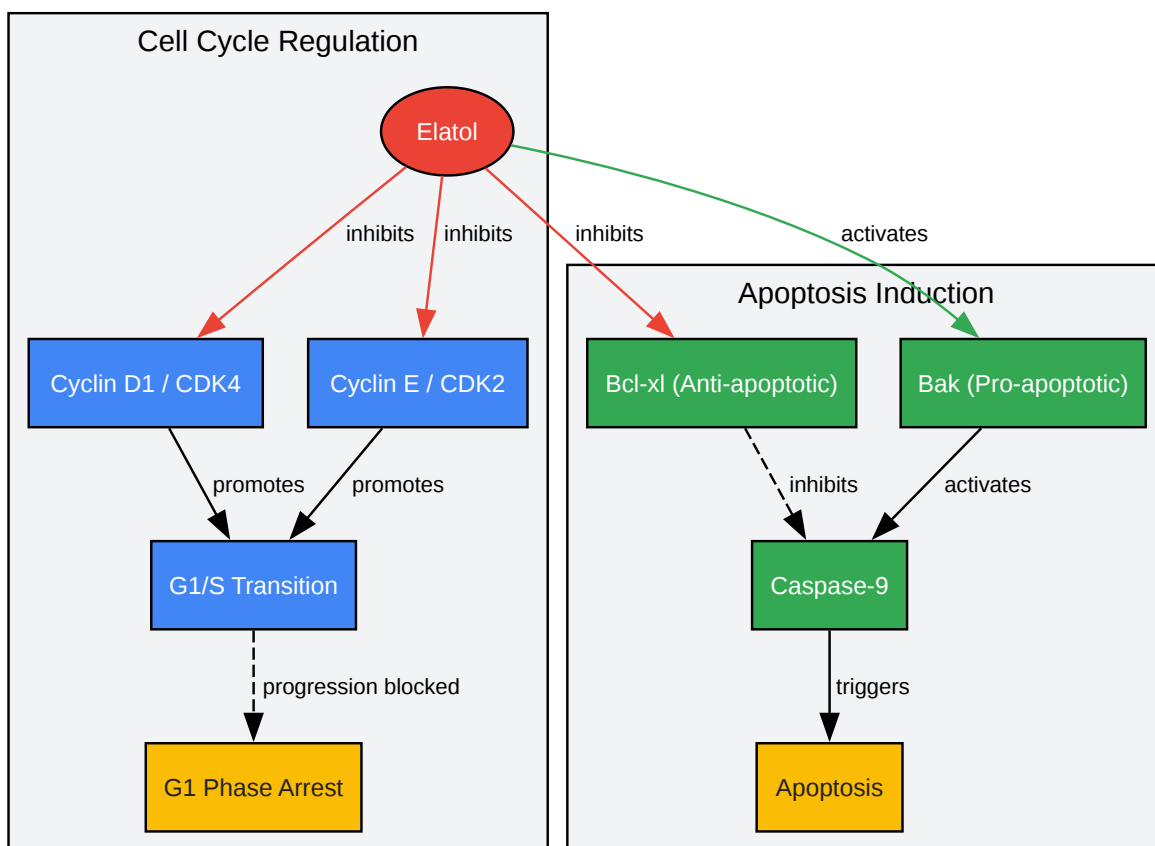 Cell Cycle Regulation
Elatol
inhibits
inhibits
inhibits
activates
Apoptosis Induction
Cyclin D1 / CDK4
Cyclin E / CDK2
Bcl-xl (Anti-apoptotic)
Bak (Pro-apoptotic)
promotes
promotes
inhibits
activates
G1/S Transition
Caspase-9
progression blocked
triggers
G1 Phase Arrest
Apoptosis